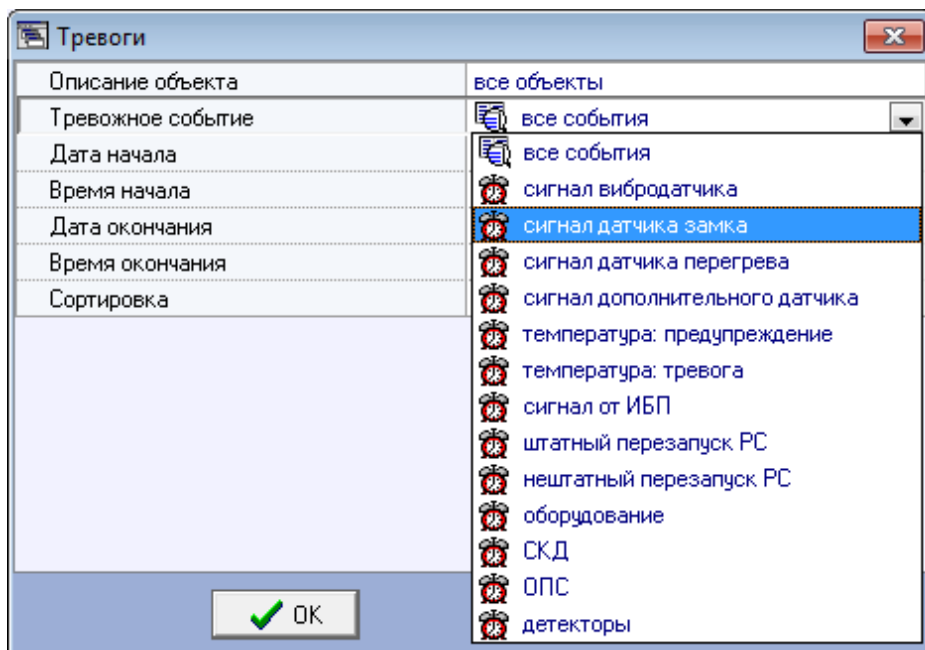 Тревоги
Описание объекта все объекты
Тревожное событие все события
Дата начала все события
Время начала сигнал вибродатчика
Дата окончания сигнал датчика замка
Время окончания сигнал датчика перегрева
Сортировка сигнал дополнительного датчика
температура: предупреждение
температура: тревога
сигнал от ИБП
штатный перезапуск РС
нештатный перезапуск РС
оборудование
СКД
ОПС
OK детекторы